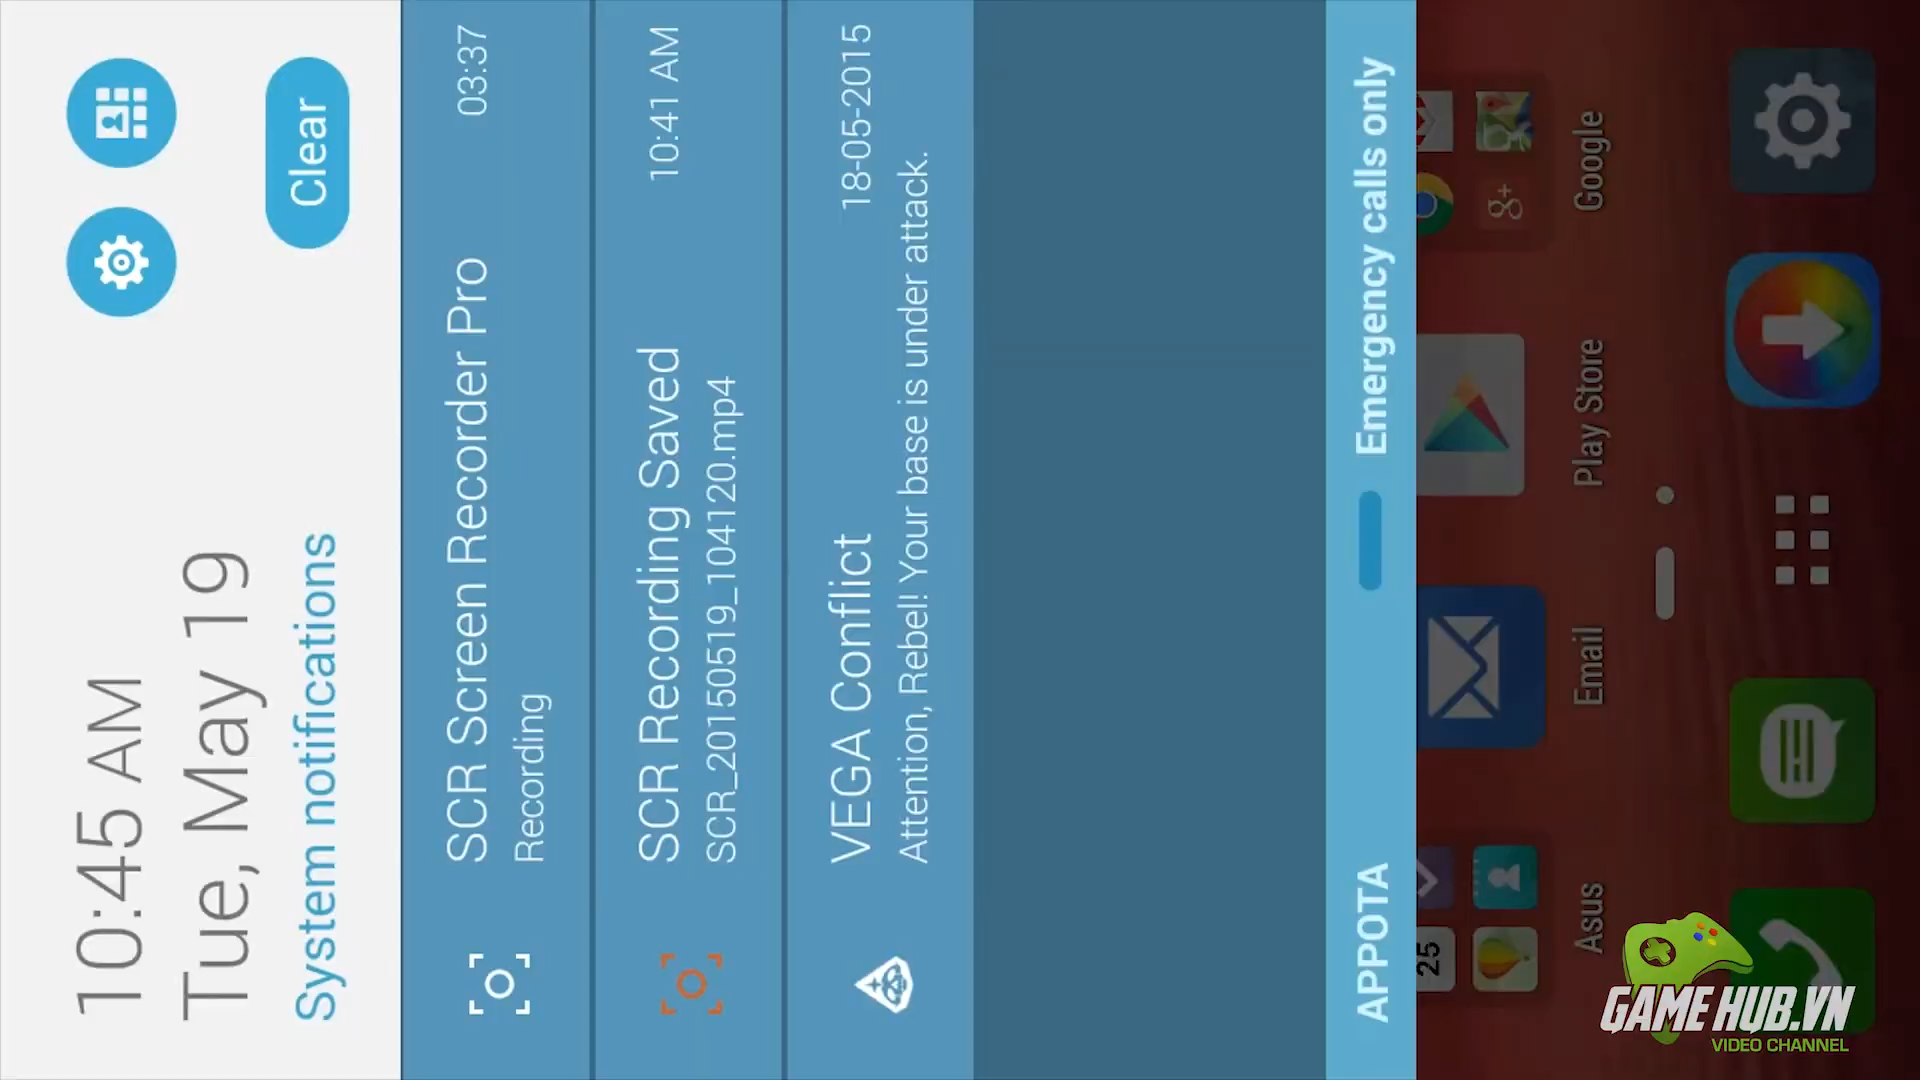 10:45 AM
Tue, May 19
System notifications
Clear
SCR Screen Recorder Pro
03:37
Recording
SCR Recording Saved
10:41 AM
SCR_20150519_104120.mp4
VEGA Conflict
18-05-2015
Attention, Rebel! Your base is under attack.
APPOTA
Emergency calls only
25
g+
Asus
Email
Play Store
Google
GAME HUB.VN
VIDEO CHANNEL